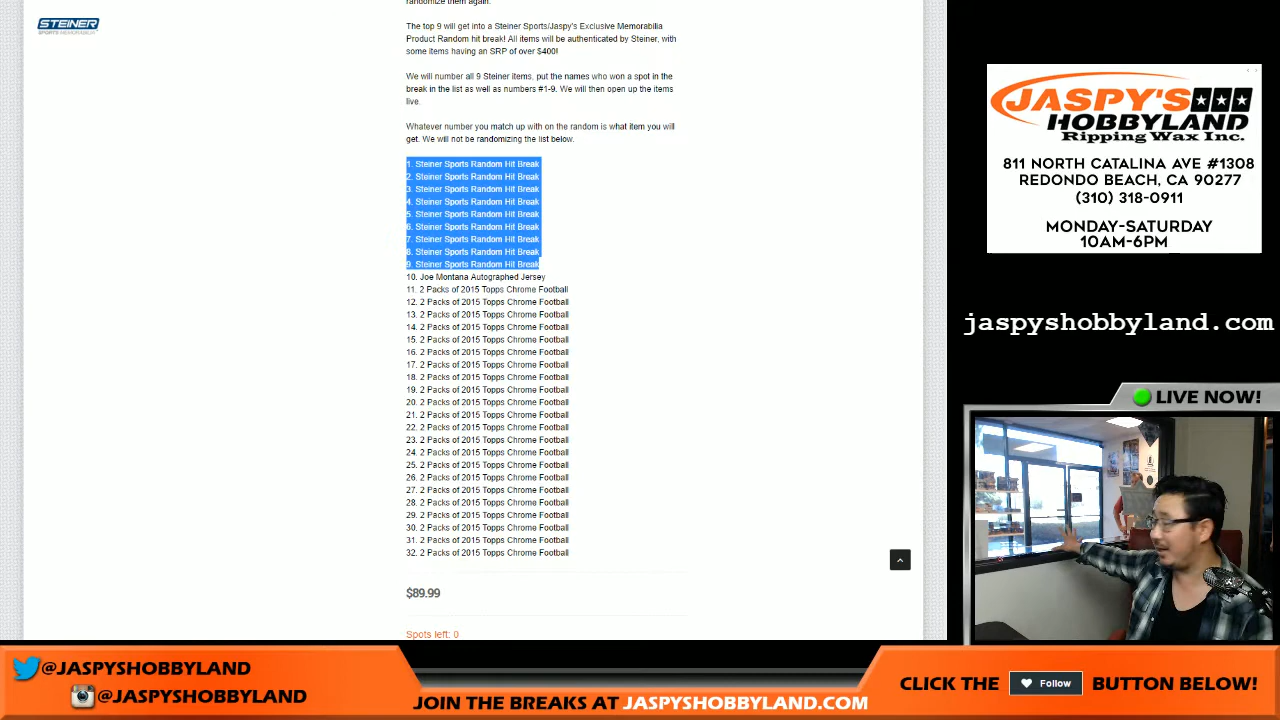 randomize them again.
STEINER
SPORTS MEMORABILIA
The top 9 will get into a Steiner Sports/Jaspy's Exclusive Memorabilia
Product Random hit break! All items will be authenticated by Steiner, with
some items having an SRP of over $400!
We will number all 9 Steiner items, put the names who won a spot in the
break in the list as well as numbers #1-9. We will then open up the items
live.
Whatever number you match up with on the random is what item you will
get. We will not be randomizing the list below.
1. Steiner Sports Random Hit Break
2. Steiner Sports Random Hit Break
3. Steiner Sports Random Hit Break
4. Steiner Sports Random Hit Break
5. Steiner Sports Random Hit Break
6. Steiner Sports Random Hit Break
7. Steiner Sports Random Hit Break
8. Steiner Sports Random Hit Break
9. Steiner Sports Random Hit Break
10. Joe Montana Autographed Jersey
11. 2 Packs of 2015 Topps Chrome Football
12. 2 Packs of 2015 Topps Chrome Football
13. 2 Packs of 2015 Topps Chrome Football
14. 2 Packs of 2015 Topps Chrome Football
15. 2 Packs of 2015 Topps Chrome Football
16. 2 Packs of 2015 Topps Chrome Football
17. 2 Packs of 2015 Topps Chrome Football
18. 2 Packs of 2015 Topps Chrome Football
19. 2 Packs of 2015 Topps Chrome Football
20. 2 Packs of 2015 Topps Chrome Football
21. 2 Packs of 2015 Topps Chrome Football
22. 2 Packs of 2015 Topps Chrome Football
23. 2 Packs of 2015 Topps Chrome Football
24. 2 Packs of 2015 Topps Chrome Football
25. 2 Packs of 2015 Topps Chrome Football
26. 2 Packs of 2015 Topps Chrome Football
27. 2 Packs of 2015 Topps Chrome Football
28. 2 Packs of 2015 Topps Chrome Football
29. 2 Packs of 2015 Topps Chrome Football
30. 2 Packs of 2015 Topps Chrome Football
31. 2 Packs of 2015 Topps Chrome Football
32. 2 Packs of 2015 Topps Chrome Football
$89.99
Spots left: 0
JASPY'S
HOBBYLAND
Ripping Wax Inc.
811 NORTH CATALINA AVE #1308
REDONDO BEACH, CA 90277
(310) 318-0911
MONDAY-SATURDAY
10AM-6PM
jaspyshobbyland.com
LIVE NOW!
@JASPYSHOBBYLAND
@JASPYSHOBBYLAND
JOIN THE BREAKS AT JASPYSHOBBYLAND.COM
CLICK THE Follow BUTTON BELOW!